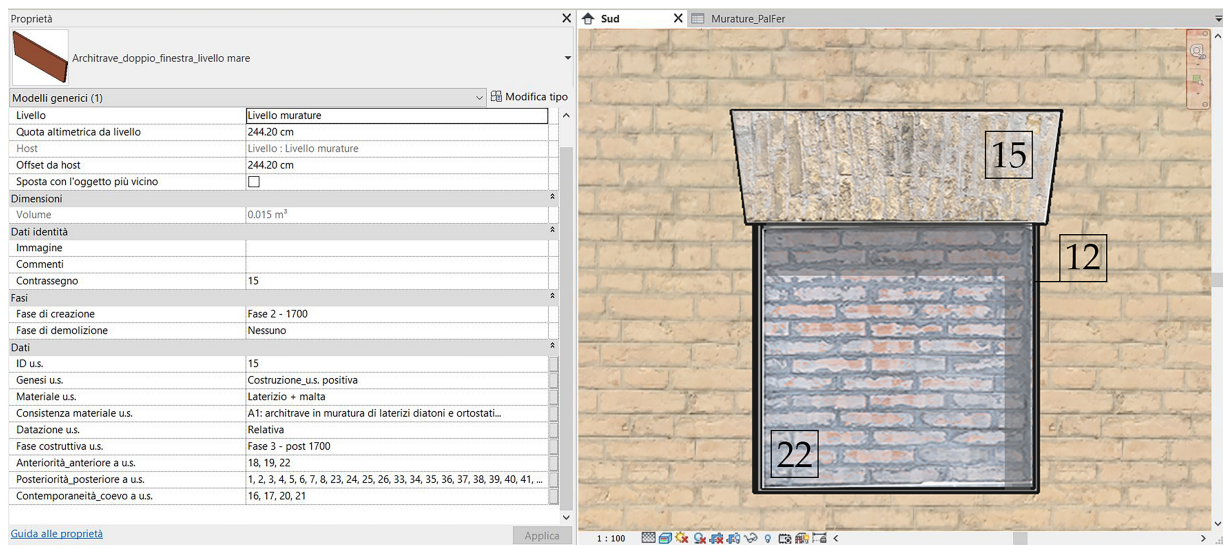 Proprietà
Architrave_doppio_finestra_livello mare
Modelli generici (1)
Modifica tipo
Livello Livello murature
Quota altimetrica da livello 244.20 cm
Host Livello : Livello murature
Offset da host 244.20 cm
Sposta con l'oggetto più vicino
Dimensioni
Volume 0.015 m³
Dati identità
Immagine
Commenti
Contrassegno 15
Fasi
Fase di creazione Fase 2 - 1700
Fase di demolizione Nessuno
Dati
ID u.s. 15
Genesi u.s. Costruzione_u.s. positiva
Materiale u.s. Laterizio + malta
Consistenza materiale u.s. A1: architrave in muratura di laterizi diatoni e ortostati...
Datazione u.s. Relativa
Fase costruttiva u.s. Fase 3 - post 1700
Anteriorità_anteriore a u.s. 18, 19, 22
Posteriorità_posteriore a u.s. 1, 2, 3, 4, 5, 6, 7, 8, 23, 24, 25, 26, 33, 34, 35, 36, 37, 38, 39, 40, 41, ...
Contemporaneità_coevo a u.s. 16, 17, 20, 21
Guida alle proprietà
Applica
Sud
Murature_PalFer
15
12
22
1 : 100